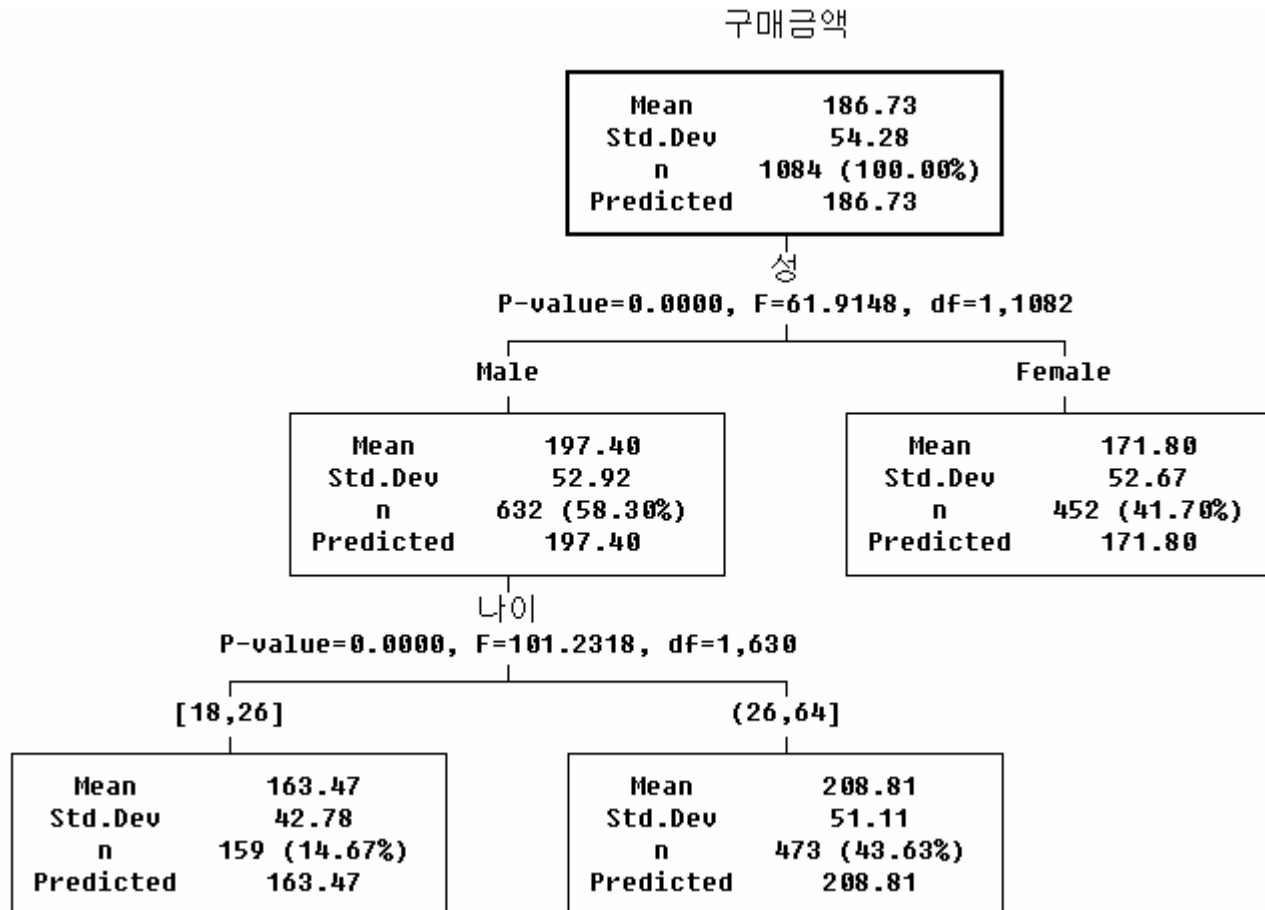 구매금액
Mean 186.73
Std.Dev 54.28
n 1084 (100.00%)
Predicted 186.73
성
P-value=0.0000, F=61.9148, df=1,1082
Male
Female
Mean 197.40
Std.Dev 52.92
n 632 (58.30%)
Predicted 197.40
Mean 171.80
Std.Dev 52.67
n 452 (41.70%)
Predicted 171.80
나이
P-value=0.0000, F=101.2318, df=1,630
[18,26]
(26,64]
Mean 163.47
Std.Dev 42.78
n 159 (14.67%)
Predicted 163.47
Mean 208.81
Std.Dev 51.11
n 473 (43.63%)
Predicted 208.81